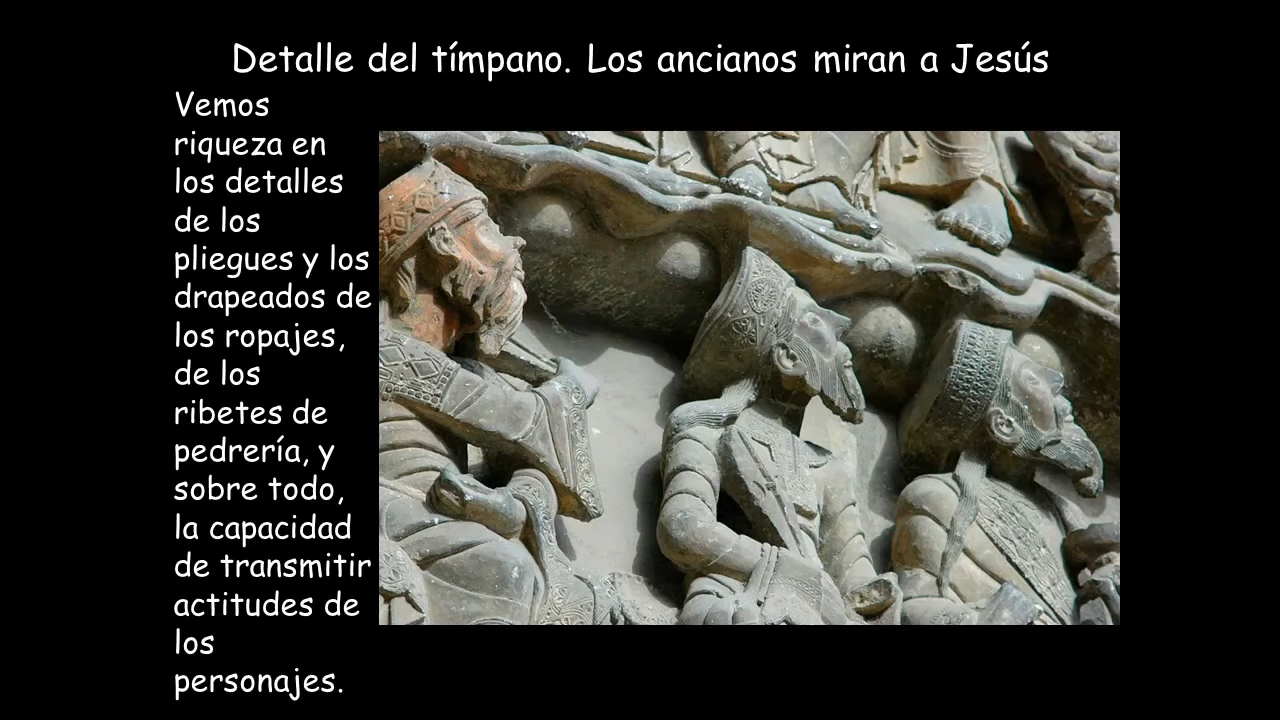 Detalle del tímpano. Los ancianos miran a Jesús
Vemos
riqueza en
los detalles
de los
pliegues y los
drapeados de
los ropajes,
de los
ribetes de
pedrería, y
sobre todo,
la capacidad
de transmitir
actitudes de
los
personajes.